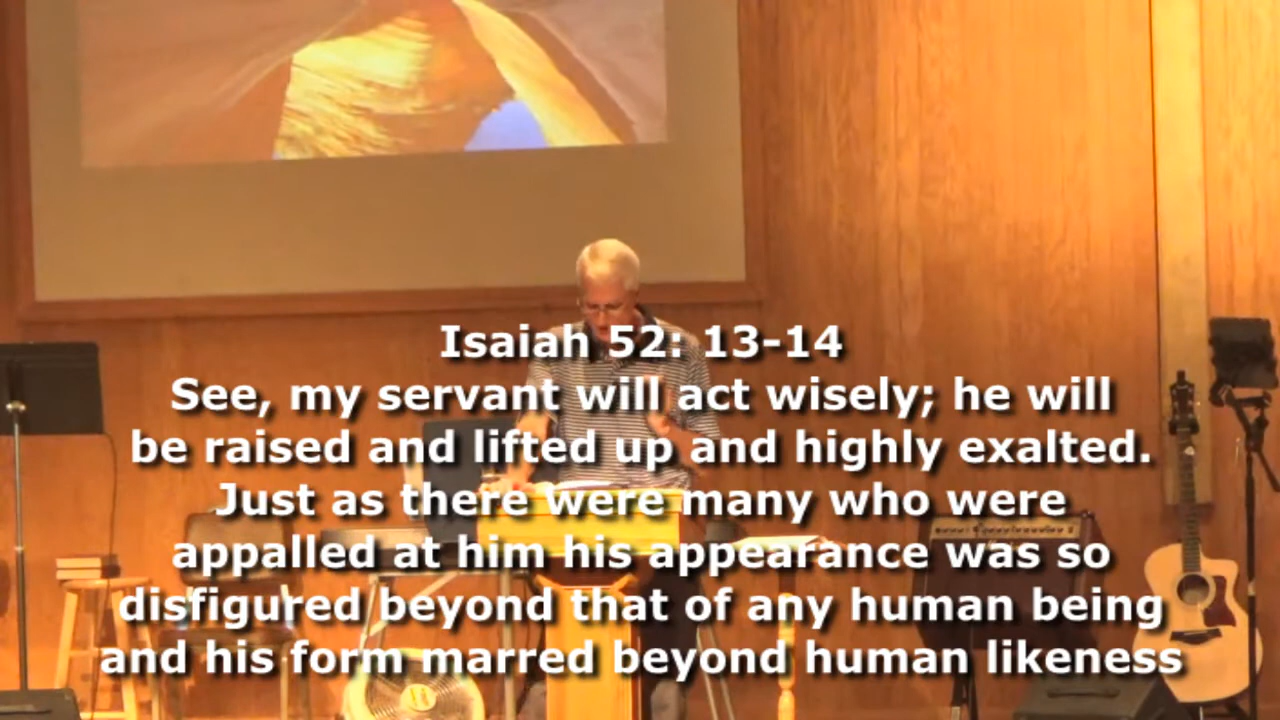 Isaiah 52: 13-14
See, my servant will act wisely; he will
be raised and lifted up and highly exalted.
Just as there were many who were
appalled at him his appearance was so
disfigured beyond that of any human being
and his form marred beyond human likeness